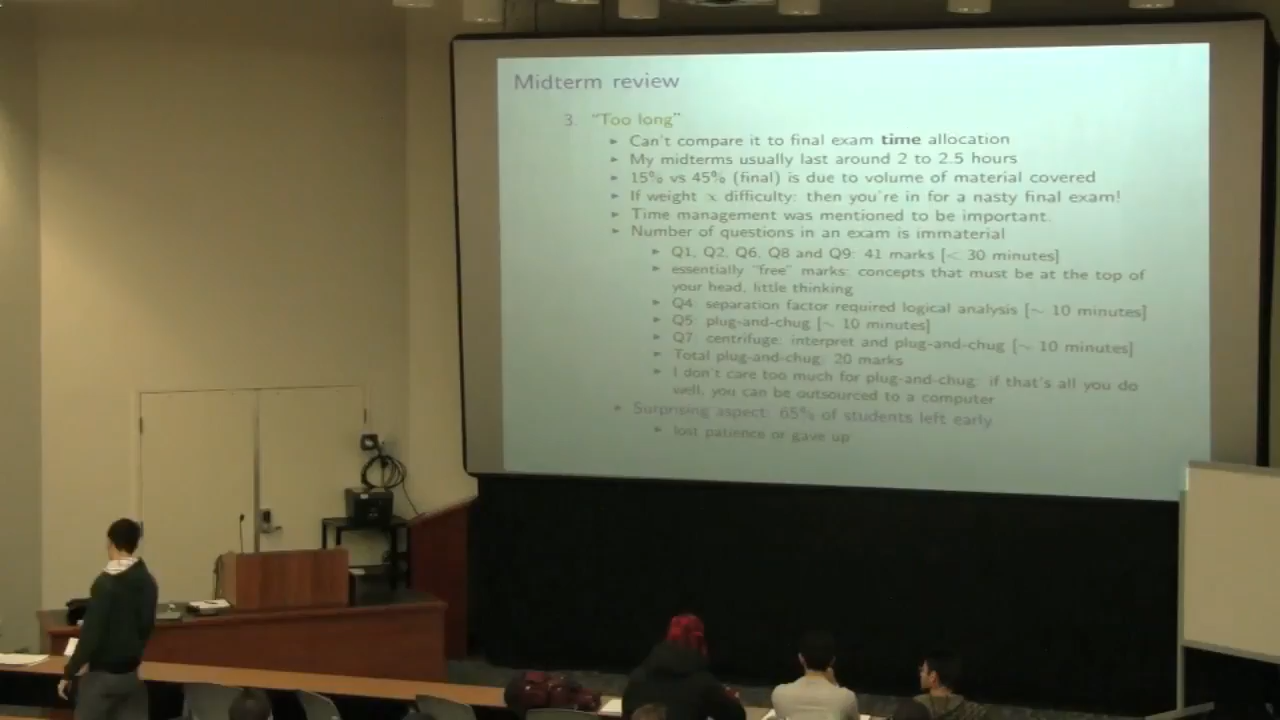 Midterm review
3. "Too long"
Can't compare it to final exam time allocation
My midterms usually last around 2 to 2.5 hours
15% vs 45% (final) is due to volume of material covered
If weight ∝ difficulty: then you're in for a nasty final exam!
Time management was mentioned to be important.
Number of questions in an exam is immaterial
Q1, Q2, Q6, Q8 and Q9: 41 marks [< 30 minutes]
essentially "free" marks: concepts that must be at the top of
your head, little thinking
Q4: separation factor required logical analysis [~ 10 minutes]
Q5: plug-and-chug [~ 10 minutes]
Q7: centrifuge: interpret and plug-and-chug [~ 10 minutes]
Total plug-and-chug: 20 marks
I don't care too much for plug-and-chug: if that's all you do
well, you can be outsourced to a computer
Surprising aspect: 65% of students left early
lost patience or gave up